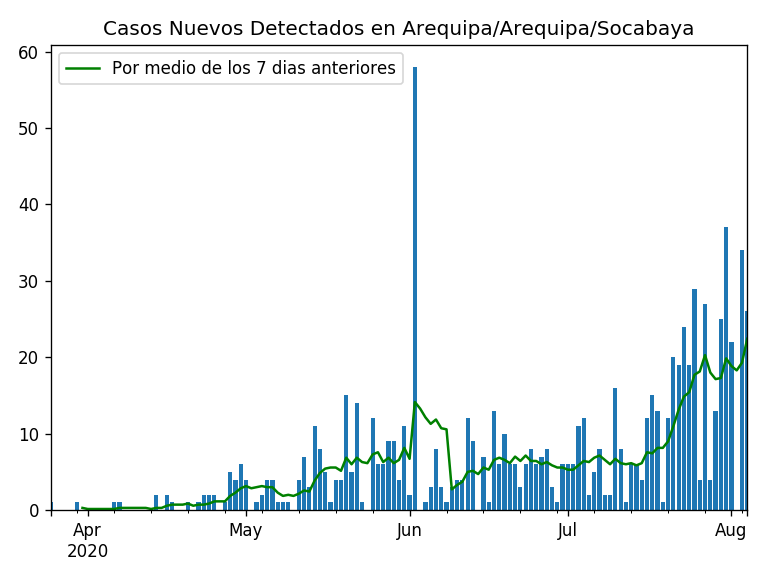 Casos Nuevos Detectados en Arequipa/Arequipa/Socabaya
Por medio de los 7 dias anteriores
60
50
40
30
20
10
0
Apr May Jun Jul Aug
2020